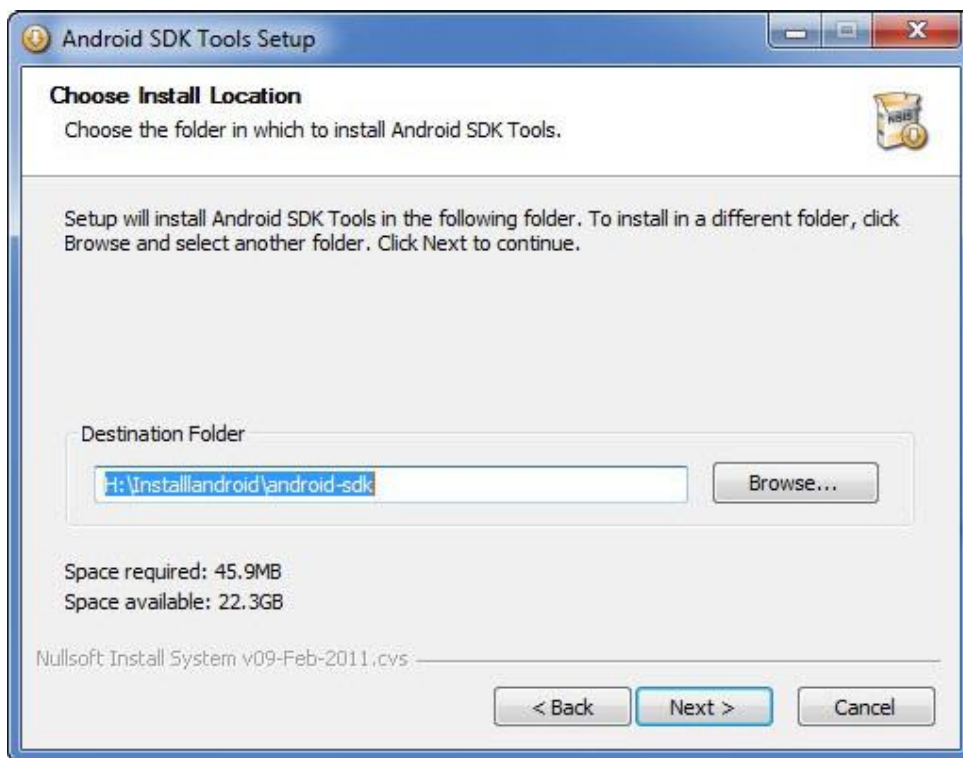 Android SDK Tools Setup
Choose Install Location
Choose the folder in which to install Android SDK Tools.
NSIS
Setup will install Android SDK Tools in the following folder. To install in a different folder, click
Browse and select another folder. Click Next to continue.
Destination Folder
H:\Installandroid\android-sdk
Browse...
Space required: 45.9MB
Space available: 22.3GB
Nullsoft Install System v09-Feb-2011.cvs
< Back
Next >
Cancel